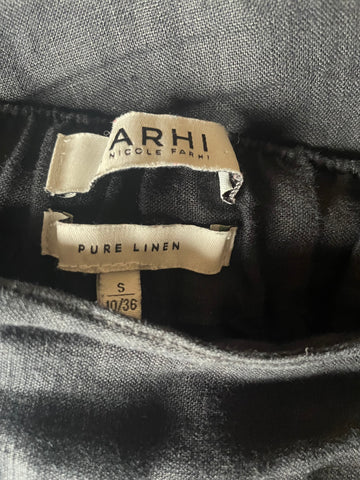 ARHI
NICOLE FARHI
PURE LINEN
S
10/36